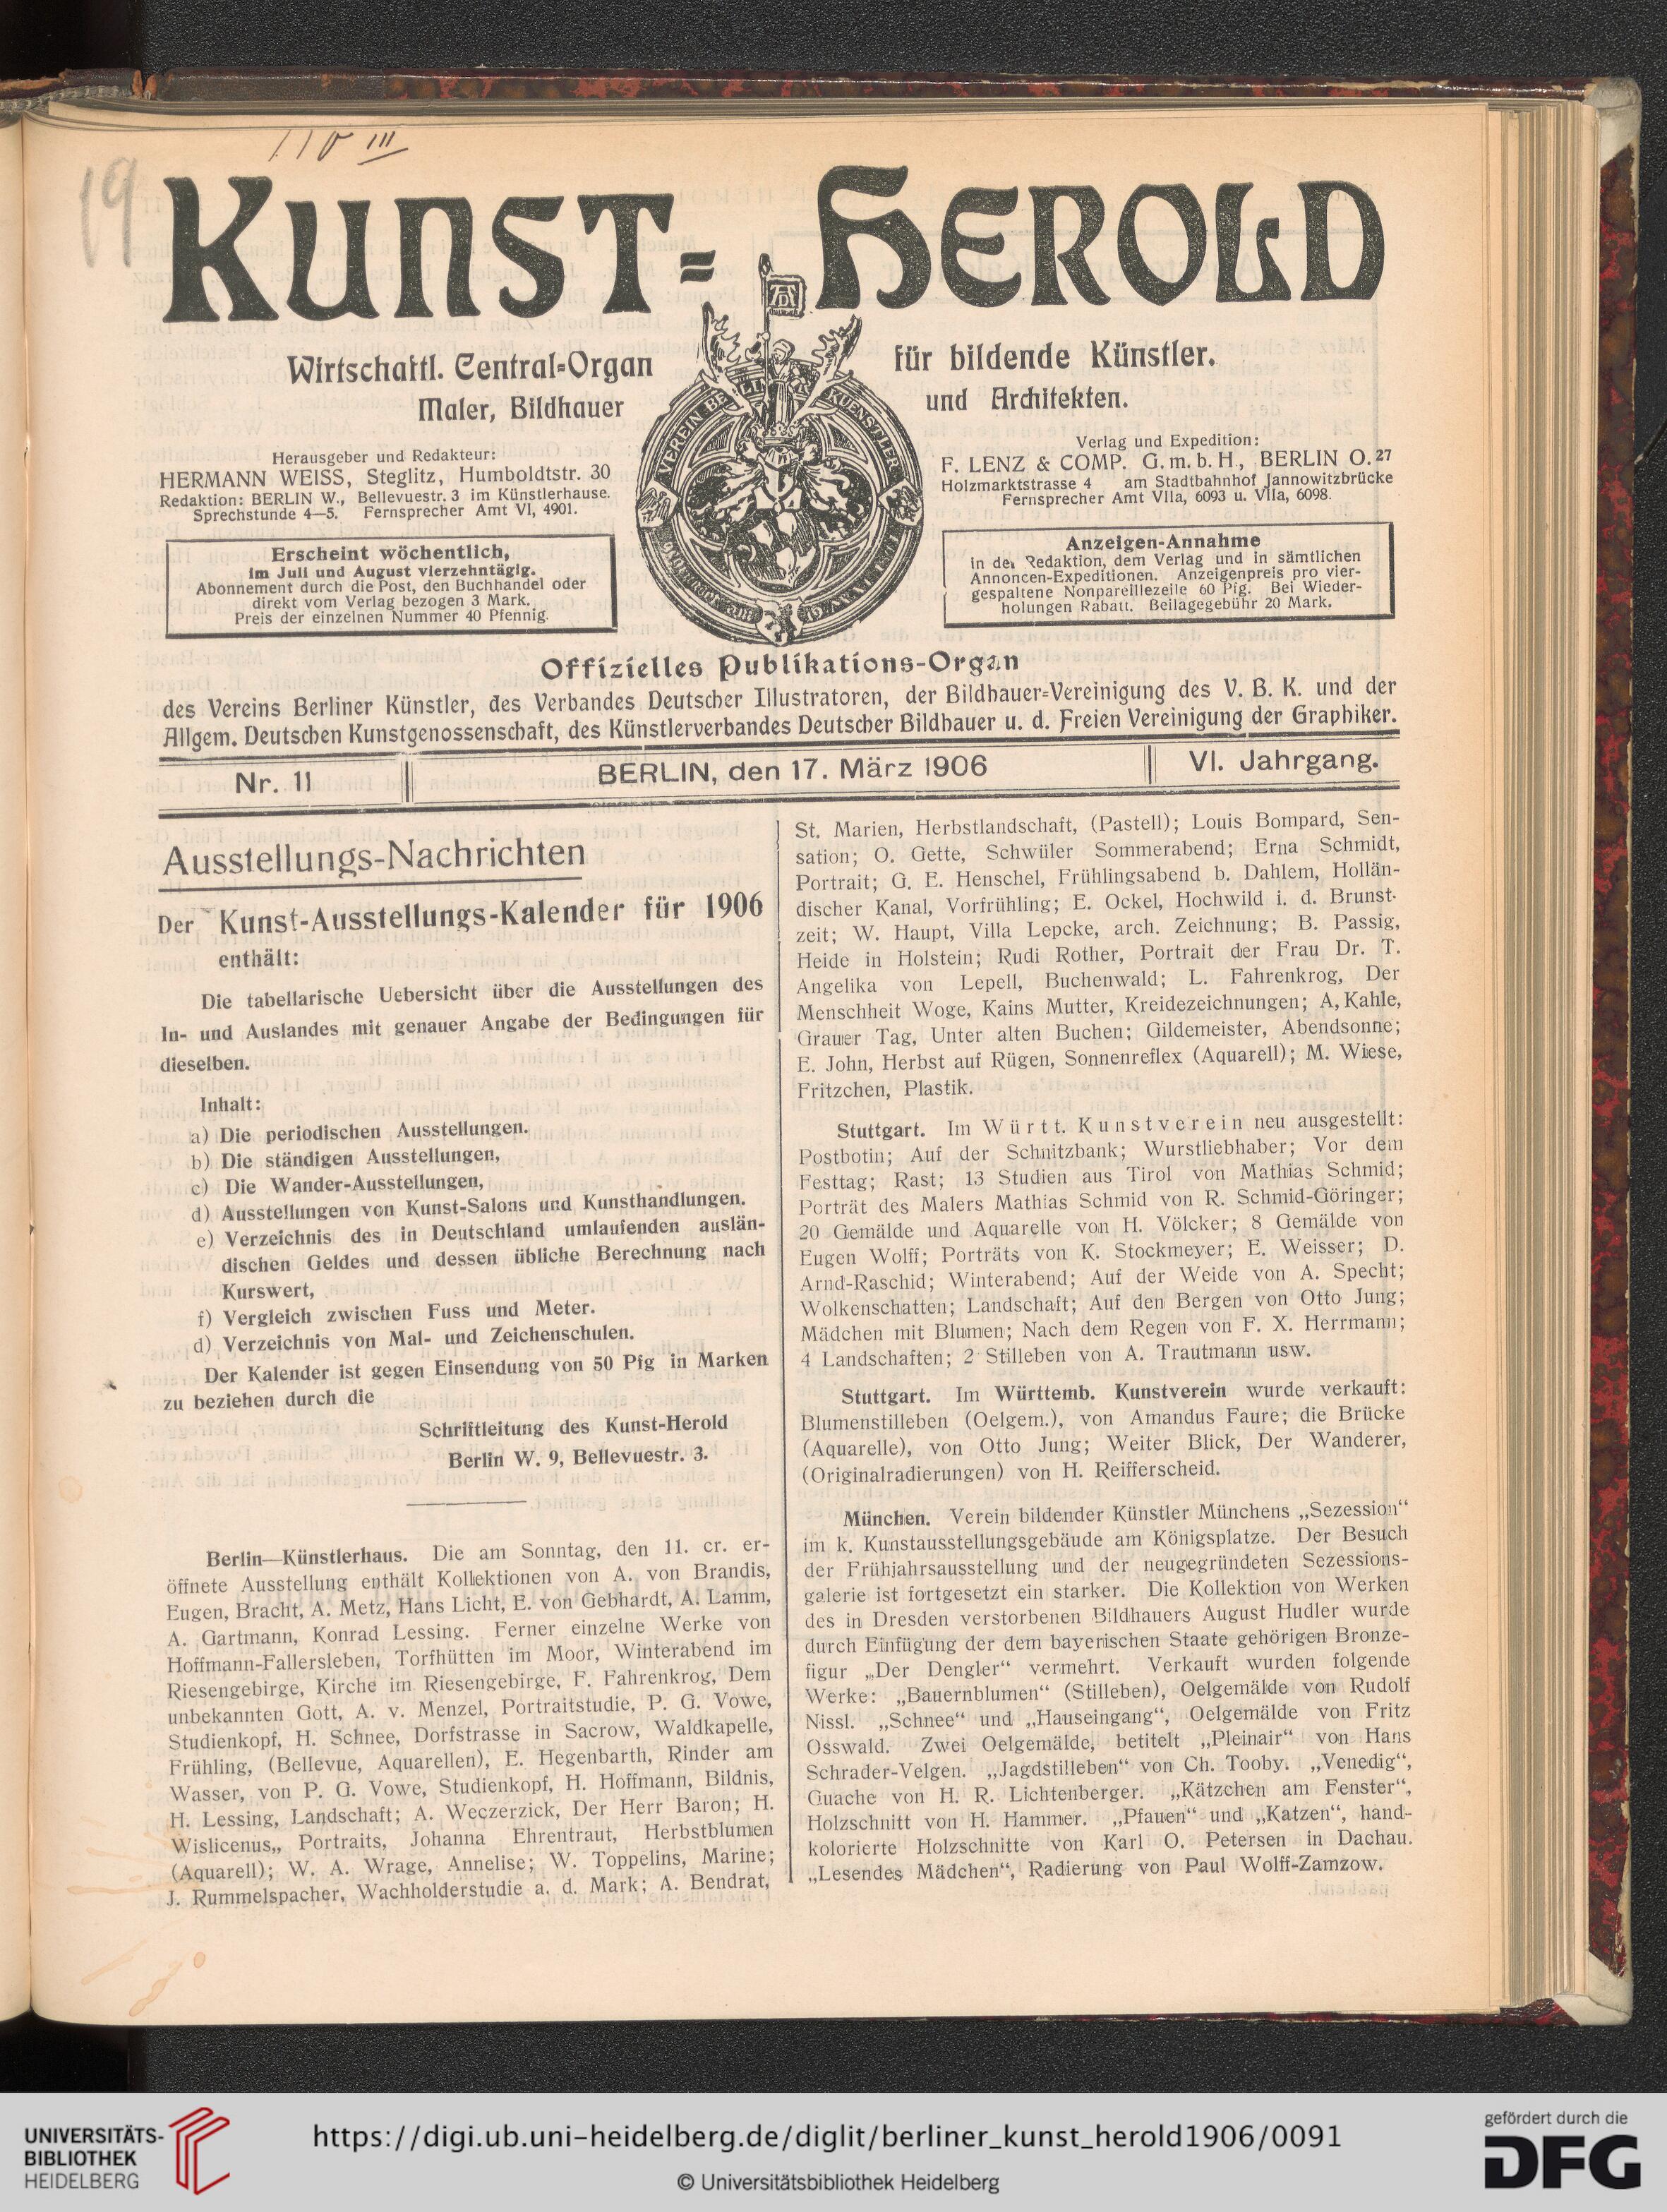 110 III
19
KUNST= HEROLD
Wirtschaftl. Central=Organ für bildende Künstler.
Maler, Bildhauer und Architekten.
Herausgeber und Redakteur:
HERMANN WEISS, Steglitz, Humboldtstr. 30
Redaktion: BERLIN W., Bellevuestr. 3 im Künstlerhause.
Sprechstunde 4—5. Fernsprecher Amt VI, 4901.
Erscheint wöchentlich,
im Juli und August vierzehntägig.
Abonnement durch die Post, den Buchhandel oder
direkt vom Verlag bezogen 3 Mark.
Preis der einzelnen Nummer 40 Pfennig.
VEREIN BERLINER KUENSTLER
Verlag und Expedition:
F. LENZ & COMP. G. m. b. H., BERLIN O. 27
Holzmarktstrasse 4 am Stadtbahnhof Jannowitzbrücke
Fernsprecher Amt VIIa, 6093 u. VIIa, 6098.
Anzeigen-Annahme
in der Redaktion, dem Verlag und in sämtlichen
Annoncen-Expeditionen. Anzeigenpreis pro vier-
gespaltene Nonpareillezeile 60 Pfg. Bei Wieder-
holungen Rabatt. Beilagegebühr 20 Mark.
Offizielles Publikations-Organ
des Vereins Berliner Künstler, des Verbandes Deutscher Illustratoren, der Bildhauer=Vereinigung des V. B. K. und der
Allgem. Deutschen Kunstgenossenschaft, des Künstlerverbandes Deutscher Bildhauer u. d. Freien Vereinigung der Graphiker.
Nr. 11 BERLIN, den 17. März 1906 VI. Jahrgang.
Ausstellungs-Nachrichten
Der Kunst-Ausstellungs-Kalender für 1906
enthält:
Die tabellarische Uebersicht über die Ausstellungen des
In- und Auslandes mit genauer Angabe der Bedingungen für
dieselben.
Inhalt:
a) Die periodischen Ausstellungen.
b) Die ständigen Ausstellungen,
c) Die Wander-Ausstellungen,
d) Ausstellungen von Kunst-Salons und Kunsthandlungen.
e) Verzeichnis des in Deutschland umlaufenden auslän-
dischen Geldes und dessen übliche Berechnung nach
Kurswert,
f) Vergleich zwischen Fuss und Meter.
d) Verzeichnis von Mal- und Zeichenschulen.
Der Kalender ist gegen Einsendung von 50 Pfg in Marken
zu beziehen durch die
Schriftleitung des Kunst-Herold
Berlin W. 9, Bellevuestr. 3.
Berlin—Künstlerhaus. Die am Sonntag, den 11. cr. er-
öffnete Ausstellung enthält Kollektionen von A. von Brandis,
Eugen, Bracht, A. Metz, Hans Licht, E. von Gebhardt, A. Lamm,
A. Gartmann, Konrad Lessing. Ferner einzelne Werke von
Hoffmann-Fallersleben, Torfhütten im Moor, Winterabend im
Riesengebirge, Kirche im Riesengebirge, F. Fahrenkrog, Dem
unbekannten Gott, A. v. Menzel, Portraitstudie, P. G. Vowe,
Studienkopf, H. Schnee, Dorfstrasse in Sacrow, Waldkapelle,
Frühling, (Bellevue, Aquarellen), E. Hegenbarth, Rinder am
Wasser, von P. G. Vowe, Studienkopf, H. Hoffmann, Bildnis,
H. Lessing, Landschaft; A. Weczerzick, Der Herr Baron; H.
Wislicenus,, Portraits, Johanna Ehrentraut, Herbstblumen
(Aquarell); W. A. Wrage, Annelise; W. Toppelins, Marine;
J. Rummelspacher, Wachholderstudie a. d. Mark; A. Bendrat,
St. Marien, Herbstlandschaft, (Pastell); Louis Bompard, Sen-
sation; O. Gette, Schwüler Sommerabend; Erna Schmidt,
Portrait; G. E. Henschel, Frühlingsabend b. Dahlem, Hollän-
discher Kanal, Vorfrühling; E. Ockel, Hochwild i. d. Brunst-
zeit; W. Haupt, Villa Lepcke, arch. Zeichnung; B. Passig,
Heide in Holstein; Rudi Rother, Portrait der Frau Dr. T.
Angelika von Lepell, Buchenwald; L. Fahrenkrog, Der
Menschheit Woge, Kains Mutter, Kreidezeichnungen; A, Kahle,
Grauer Tag, Unter alten Buchen; Gildemeister, Abendsonne;
E. John, Herbst auf Rügen, Sonnenreflex (Aquarell); M. Wiese,
Fritzchen, Plastik.
Stuttgart. Im Württ. Kunstverein neu ausgestellt:
Postbotin; Auf der Schnitzbank; Wurstliebhaber; Vor dem
Festtag; Rast; 13 Studien aus Tirol von Mathias Schmid;
Porträt des Malers Mathias Schmid von R. Schmid-Göringer;
20 Gemälde und Aquarelle von H. Völcker; 8 Gemälde von
Eugen Wolff; Porträts von K. Stockmeyer; E. Weisser; D.
Arnd-Raschid; Winterabend; Auf der Weide von A. Specht;
Wolkenschatten; Landschaft; Auf den Bergen von Otto Jung;
Mädchen mit Blumen; Nach dem Regen von F. X. Herrmann;
4 Landschaften; 2 Stilleben von A. Trautmann usw.
Stuttgart. Im Württemb. Kunstverein wurde verkauft:
Blumenstilleben (Oelgem.), von Amandus Faure; die Brücke
(Aquarelle), von Otto Jung; Weiter Blick, Der Wanderer,
(Originalradierungen) von H. Reifferscheid.
München. Verein bildender Künstler Münchens „Sezession“
im k. Kunstausstellungsgebäude am Königsplatze. Der Besuch
der Frühjahrsausstellung und der neugegründeten Sezessions-
galerie ist fortgesetzt ein starker. Die Kollektion von Werken
des in Dresden verstorbenen Bildhauers August Hudler wurde
durch Einfügung der dem bayerischen Staate gehörigen Bronze-
figur „Der Dengler“ vermehrt. Verkauft wurden folgende
Werke: „Bauernblumen“ (Stilleben), Oelgemälde von Rudolf
Nissl. „Schnee“ und „Hauseingang“, Oelgemälde von Fritz
Osswald. Zwei Oelgemälde, betitelt „Pleinair“ von Hans
Schrader-Velgen. „Jagdstilleben“ von Ch. Tooby. „Venedig“,
Guache von H. R. Lichtenberger. „Kätzchen am Fenster“,
Holzschnitt von H. Hammer. „Pfauen“ und „Katzen“, hand-
kolorierte Holzschnitte von Karl O. Petersen in Dachau.
„Lesendes Mädchen“, Radierung von Paul Wolff-Zamzow.
UNIVERSITÄTS-
BIBLIOTHEK
HEIDELBERG
https://digi.ub.uni-heidelberg.de/diglit/berliner_kunst_herold1906/0091
© Universitätsbibliothek Heidelberg
gefördert durch die
DFG